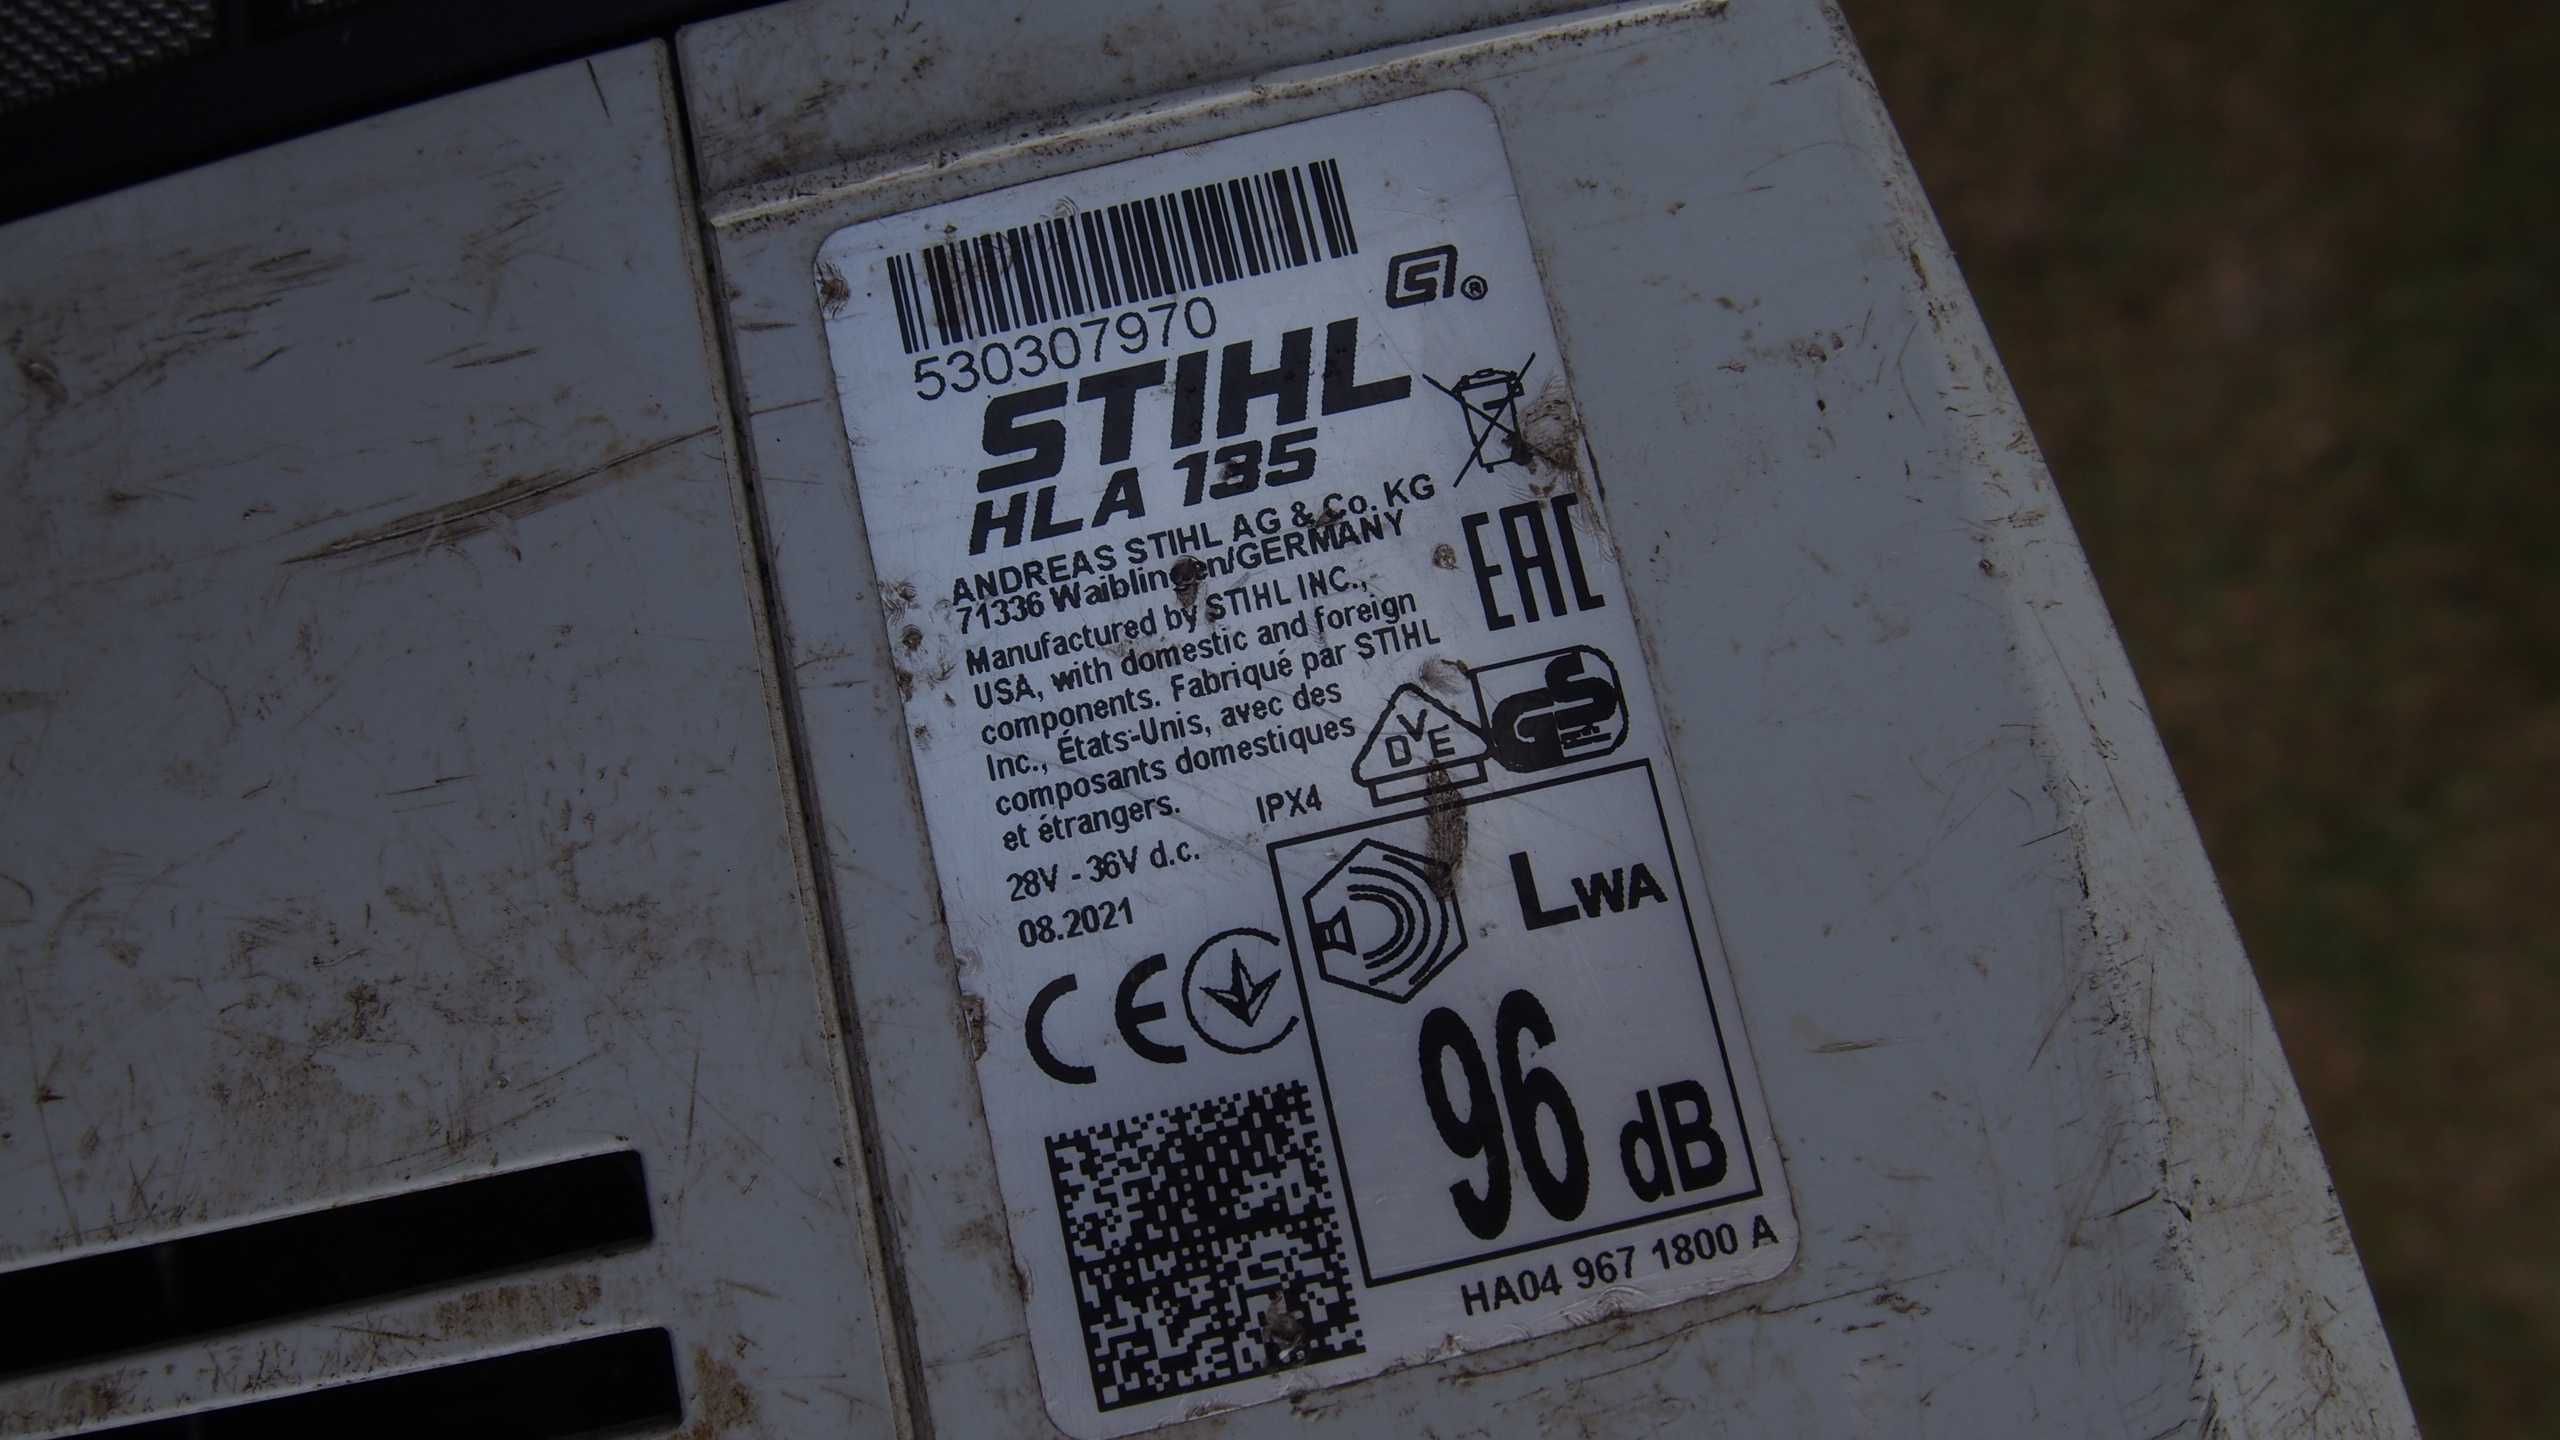 530307970
STIHL
HLA 135
ANDREAS STIHL AG & Co. KG
71336 Waiblingen/GERMANY
Manufactured by STIHL INC.,
USA, with domestic and foreign
components. Fabriqué par STIHL
Inc., États-Unis, avec des
composants domestiques
et étrangers.
IPX4
28V - 36V d.c.
08.2021
CE
EAC
DVE
GS
LWA
96 dB
HA04 967 1800 A